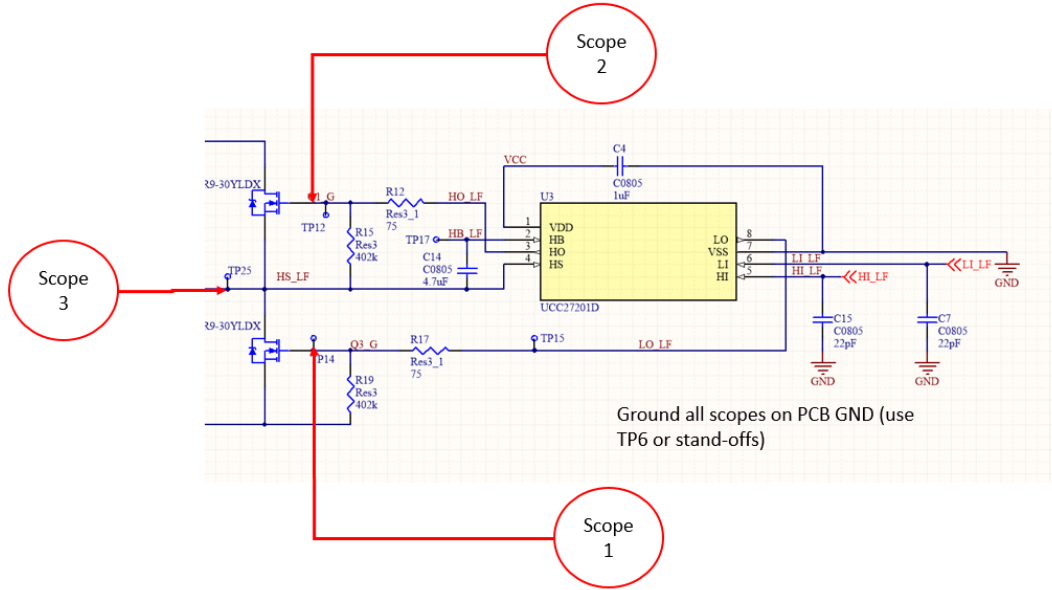 Scope
2
C4
VCC
C0805
1uF
R9-30YLDX
1_G
R12
HO_LF
U3
Res3_1
75
TP12
1
VDD
R15
TP17
HB_LF
2
HB
LO
8
Res3
3
HO
VSS
7
402k
C14
4
HS
LI
6
LI_LF
LI_LF
C0805
HI
5
HI_LF
HI_LF
4.7uF
GND
Scope
3
TP25
HS_LF
UCC27201D
R9-30YLDX
C15
C7
C0805
C0805
22pF
22pF
R17
TP15
P14
Q3_G
LO_LF
Res3_1
75
GND
GND
R19
Res3
402k
Ground all scopes on PCB GND (use
TP6 or stand-offs)
Scope
1